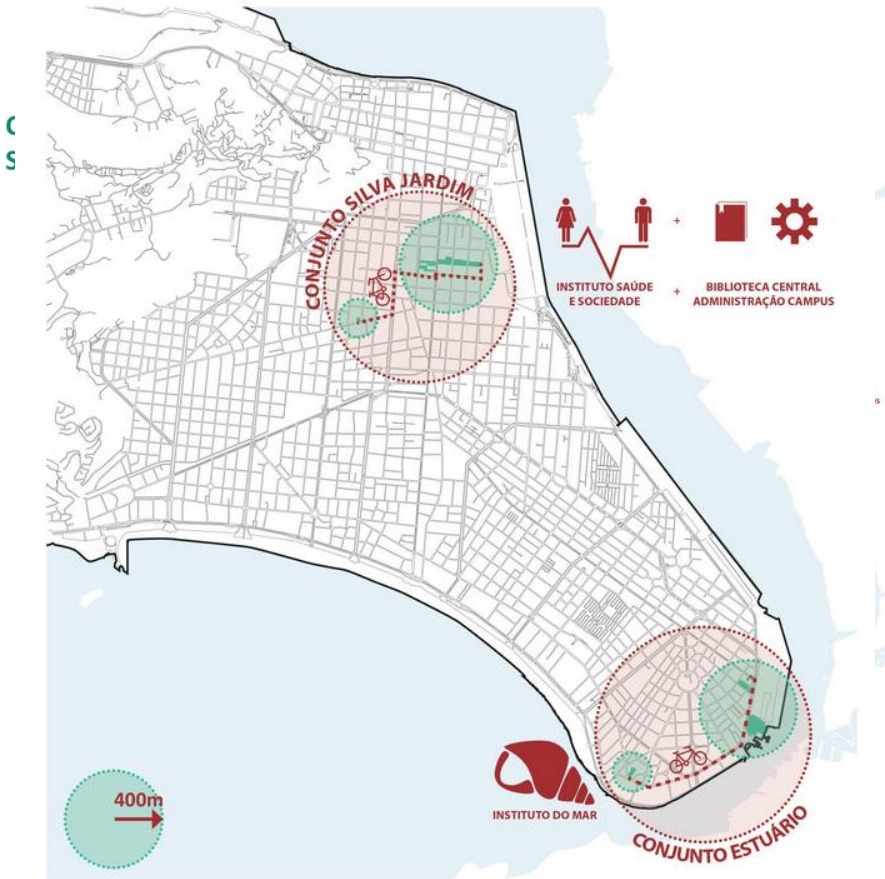 CONJUNTO SILVA JARDIM
+
INSTITUTO SAÚDE
E SOCIEDADE
+
BIBLIOTECA CENTRAL
ADMINISTRAÇÃO CAMPUS
400m
INSTITUTO DO MAR
CONJUNTO ESTUÁRIO